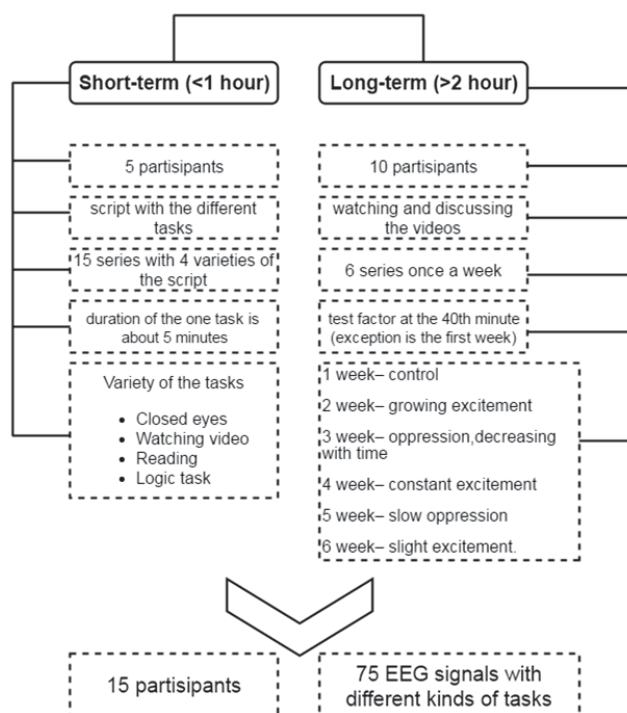 Short-term (<1 hour)
5 partisipants
script with the different
tasks
15 series with 4 varieties of
the script
duration of the one task is
about 5 minutes
Variety of the tasks
• Closed eyes
• Watching video
• Reading
• Logic task
Long-term (>2 hour)
10 partisipants
watching and discussing
the videos
6 series once a week
test factor at the 40th minute
(exception is the first week)
1 week– control
2 week– growing excitement
3 week– oppression,decreasing
with time
4 week– constant excitement
5 week– slow oppression
6 week– slight excitement.
15 partisipants
75 EEG signals with
different kinds of tasks